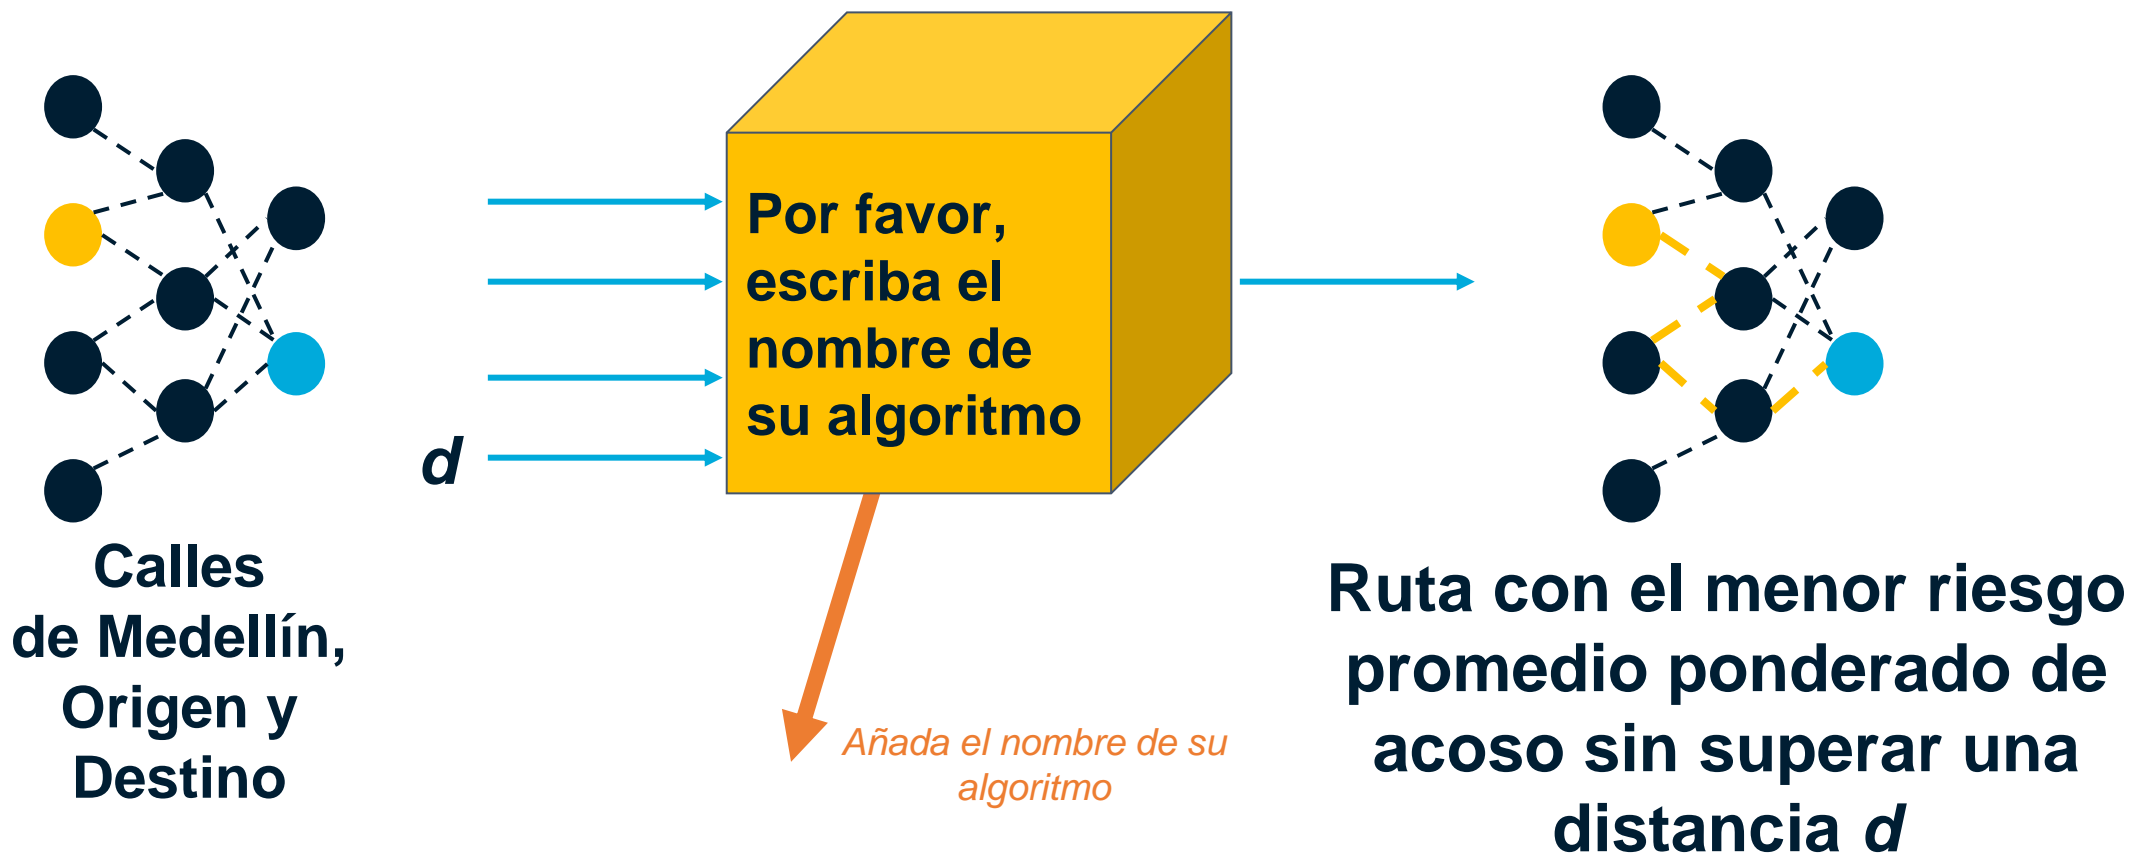 Calles
de Medellín,
Origen y
Destino
d
Por favor,
escriba el
nombre de
su algoritmo
Añada el nombre de su
algoritmo
Ruta con el menor riesgo
promedio ponderado de
acoso sin superar una
distancia d